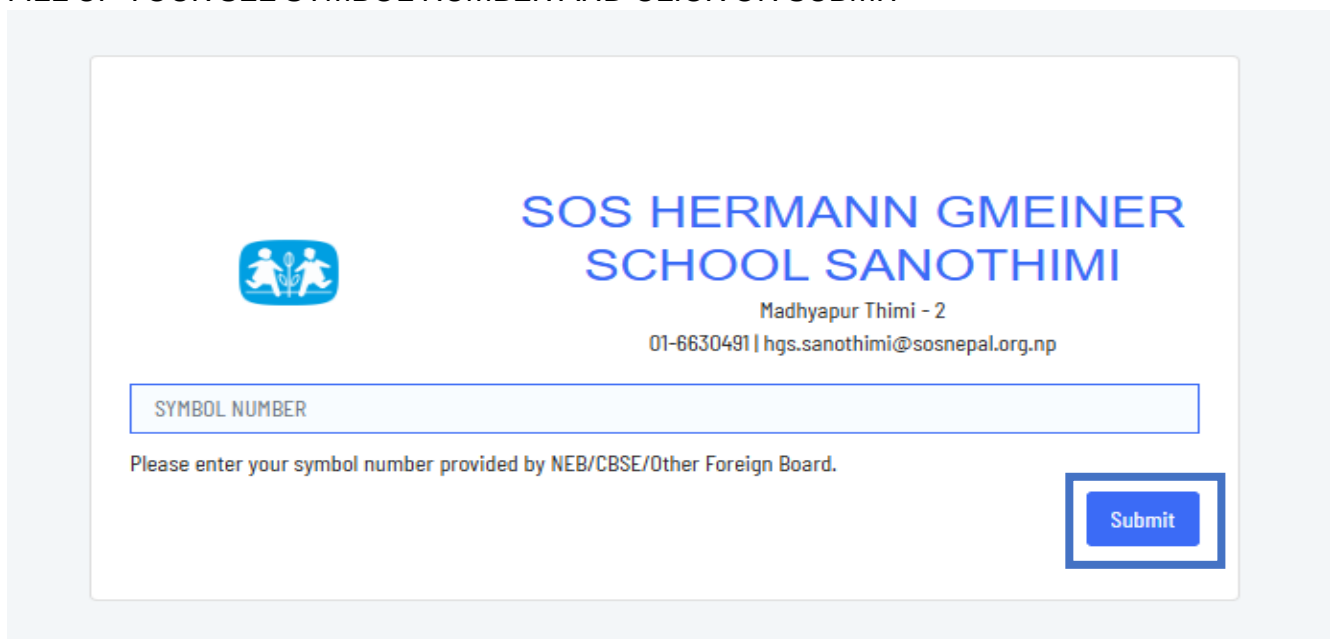 SOS HERMANN GMEINER
SCHOOL SANOTHIMI
Madhyapur Thimi - 2
01-6630491 | hgs.sanothimi@sosnepal.org.np
SYMBOL NUMBER
Please enter your symbol number provided by NEB/CBSE/Other Foreign Board.
Submit